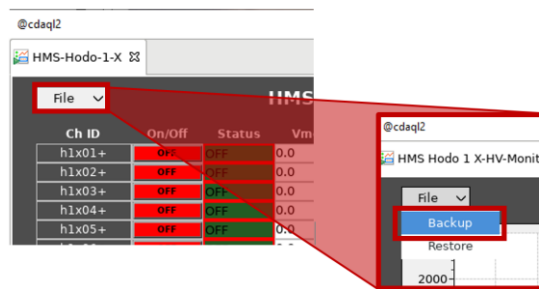 @cdaql2
HMS-Hodo-1-X
File
HMS
Ch ID On/Off Status Vm
h1x01+ OFF OFF 0.0
h1x02+ OFF OFF 0.0
h1x03+ OFF OFF 0.0
h1x04+ OFF OFF 0.0
h1x05+ OFF OFF 0.0
@cdaql2
HMS Hodo 1 X-HV-Monit
File
Backup
Restore
2000